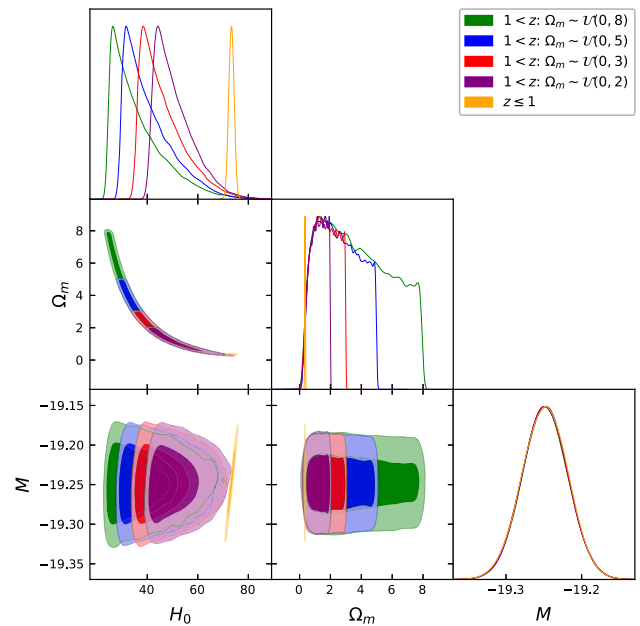 1 < z: Ωm ~ 𝒰(0, 8)
1 < z: Ωm ~ 𝒰(0, 5)
1 < z: Ωm ~ 𝒰(0, 3)
1 < z: Ωm ~ 𝒰(0, 2)
z ≤ 1
8
6
4
2
0
Ωm
−19.15
−19.20
−19.25
−19.30
−19.35
M
40 60 80
H0
0 2 4 6 8
Ωm
−19.3 −19.2
M